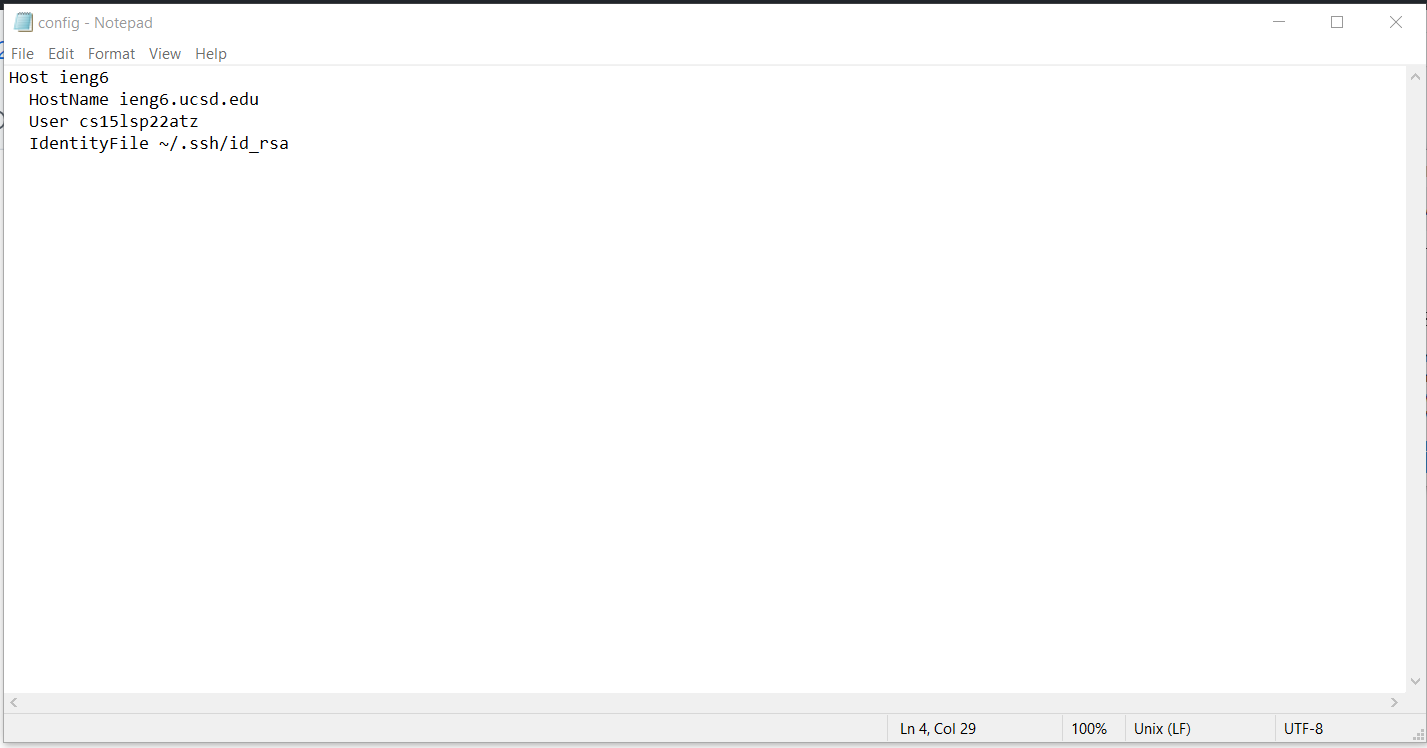 config - Notepad
File Edit Format View Help
Host ieng6
  HostName ieng6.ucsd.edu
  User cs15lsp22atz
  IdentityFile ~/.ssh/id_rsa
Ln 4, Col 29 100% Unix (LF) UTF-8